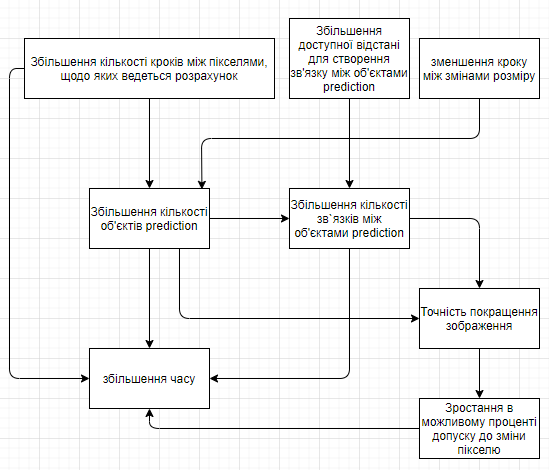 Збільшення кількості кроків між пікселями,
щодо яких ведеться розрахунок
Збільшення
доступної відстані
для створення
зв'язку між об'єктами
prediction
зменшення кроку
між змінами розміру
Збільшення кількості
об'єктів prediction
Збільшення кількості
зв`язків між
об'єктами prediction
Точність покращення
зображення
збільшення часу
Зростання в
можливому проценті
допуску до зміни
пікселю